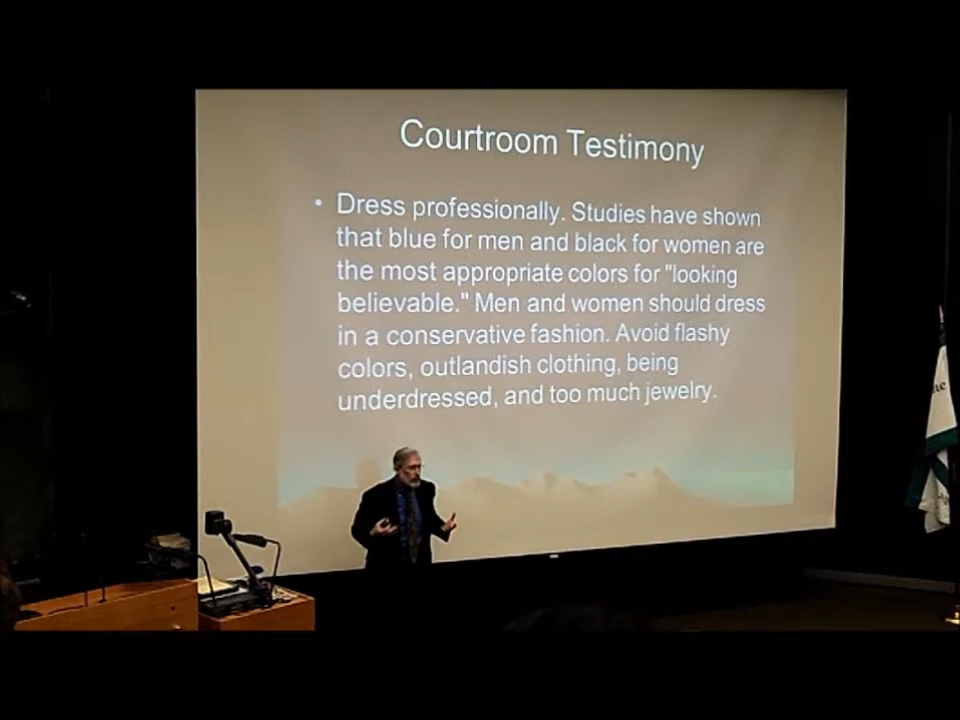 Courtroom Testimony
• Dress professionally. Studies have shown
that blue for men and black for women are
the most appropriate colors for "looking
believable." Men and women should dress
in a conservative fashion. Avoid flashy
colors, outlandish clothing, being
underdressed, and too much jewelry.